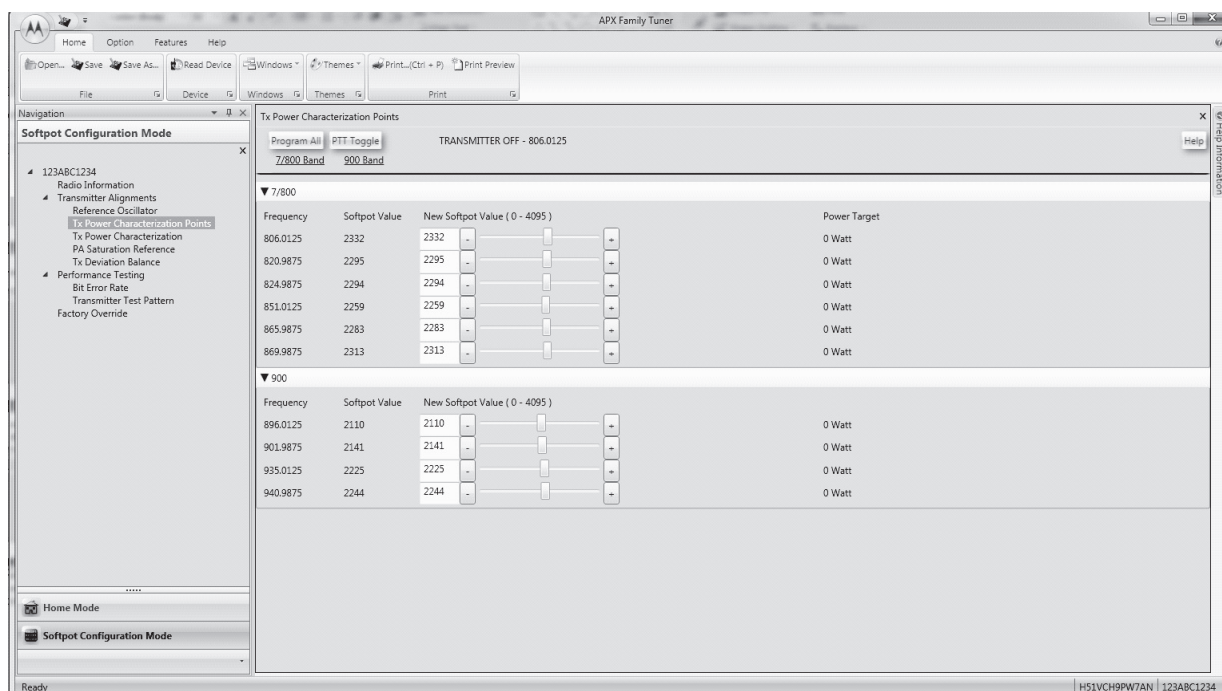 APX Family Tuner
Home Option Features Help
Open... Save Save As... Read Device Windows Themes Print...(Ctrl + P) Print Preview
File Device Windows Themes Print
Navigation
Softpot Configuration Mode
123ABC1234
Radio Information
Transmitter Alignments
Reference Oscillator
Tx Power Characterization Points
Tx Power Characterization
PA Saturation Reference
Tx Deviation Balance
Performance Testing
Bit Error Rate
Transmitter Test Pattern
Factory Override
Home Mode
Softpot Configuration Mode
Tx Power Characterization Points
Program All PTT Toggle TRANSMITTER OFF - 806.0125 Help
7/800 Band 900 Band
7/800
Frequency Softpot Value New Softpot Value ( 0 - 4095 ) Power Target
806.0125 2332 2332 - + 0 Watt
820.9875 2295 2295 - + 0 Watt
824.9875 2294 2294 - + 0 Watt
851.0125 2259 2259 - + 0 Watt
865.9875 2283 2283 - + 0 Watt
869.9875 2313 2313 - + 0 Watt
900
Frequency Softpot Value New Softpot Value ( 0 - 4095 )
896.0125 2110 2110 - + 0 Watt
901.9875 2141 2141 - + 0 Watt
935.0125 2225 2225 - + 0 Watt
940.9875 2244 2244 - + 0 Watt
Help Information
Ready H51VCH9PW7AN 123ABC1234